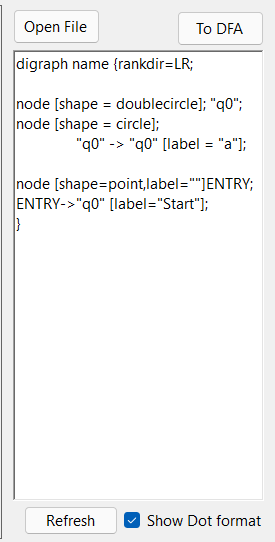 Open File
To DFA
digraph name {rankdir=LR;
node [shape = doublecircle]; "q0";
node [shape = circle];
"q0" -> "q0" [label = "a"];
node [shape=point,label=""]ENTRY;
ENTRY->"q0" [label="Start"];
}
Refresh
Show Dot format